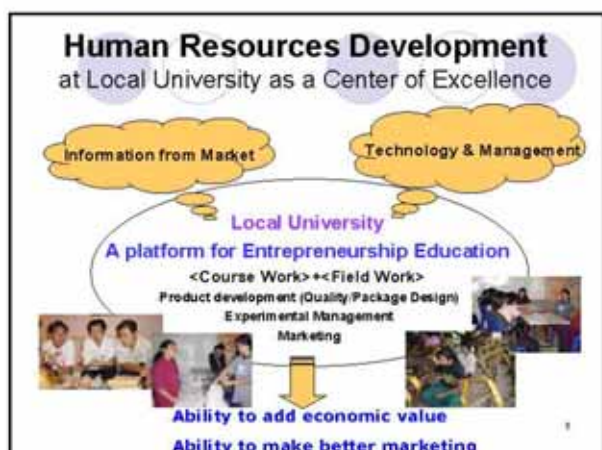 Human Resources Development
at Local University as a Center of Excellence
Information from Market
Technology & Management
Local University
A platform for Entrepreneurship Education
<Course Work>+<Field Work>
Product development (Quality/Package Design)
Experimental Management
Marketing
Ability to add economic value
Ability to make better marketing